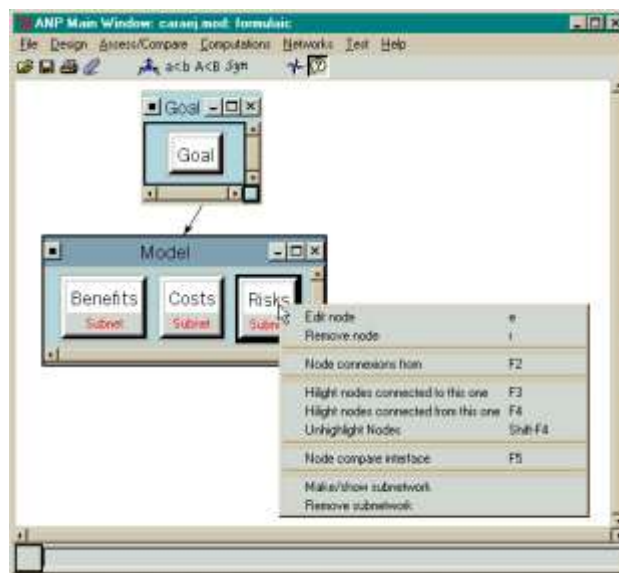 ANP Main Window: caraej.mod: formulaic
File Design Assess/Compare Computations Networks Test Help
a<b A<B Syn
Goal
Goal
Model
Benefits Costs Risks
Subnet Subnet
Edit node e
Remove node r
Node connexions from F2
Hilight nodes connected to this one F3
Hilight nodes connected from this one F4
Unhighlight Nodes Shift-F4
Node compare interface F5
Make/show subnetwork
Remove subnetwork